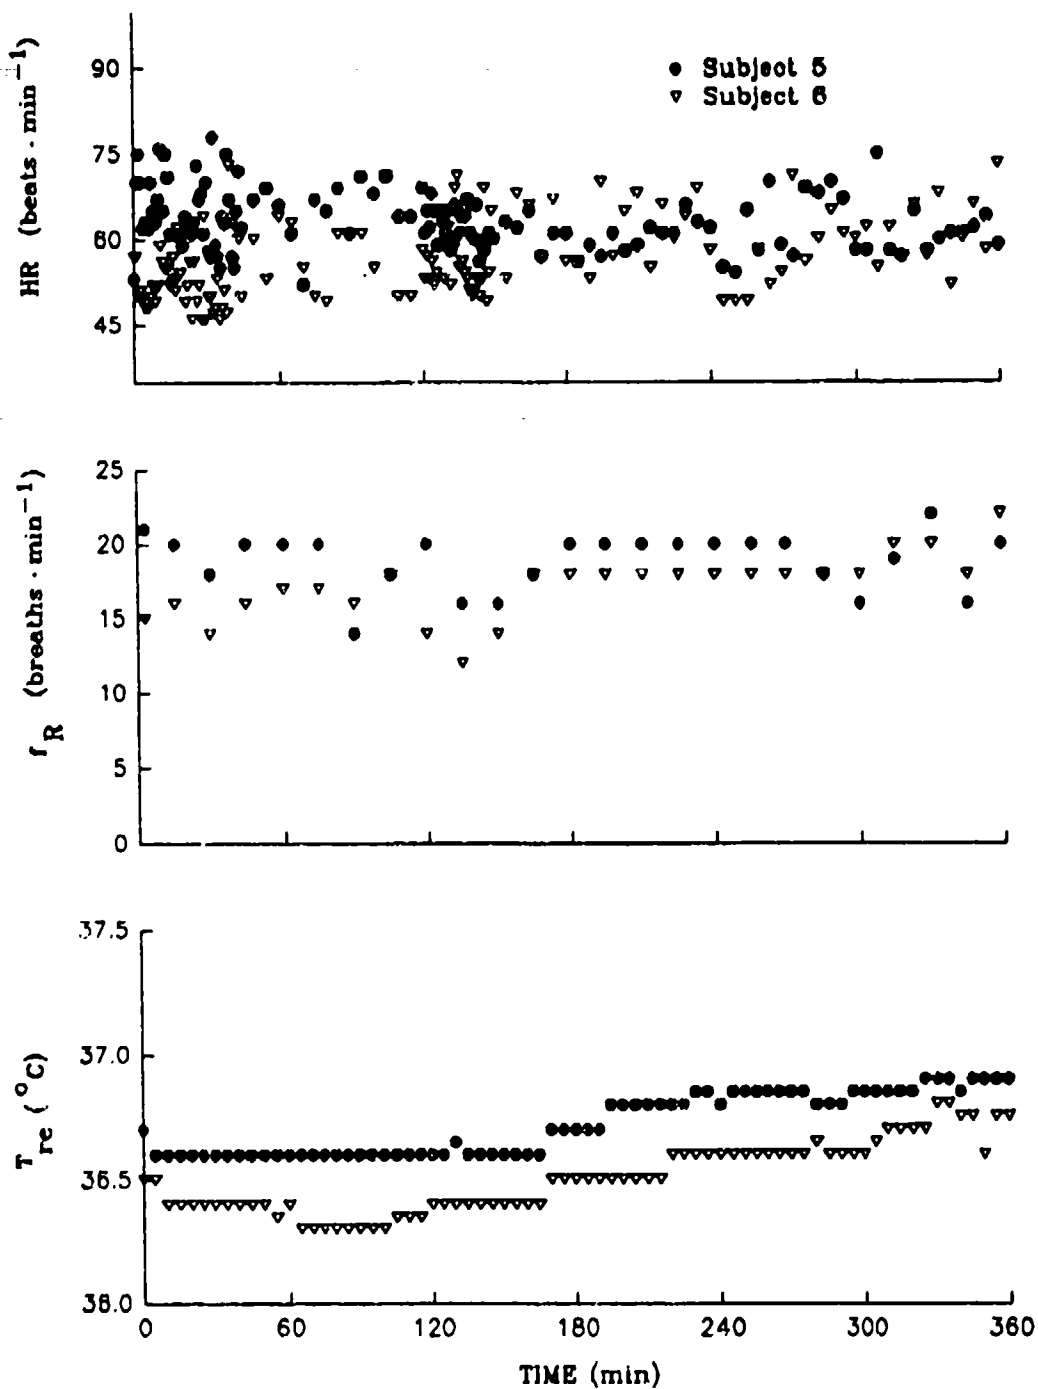 HR (beats · min⁻¹)
90
75
60
45
Subject 5
Subject 6
fR (breaths · min⁻¹)
25
20
15
10
5
0
Tre (°C)
37.5
37.0
36.5
36.0
0 60 120 180 240 300 360
TIME (min)